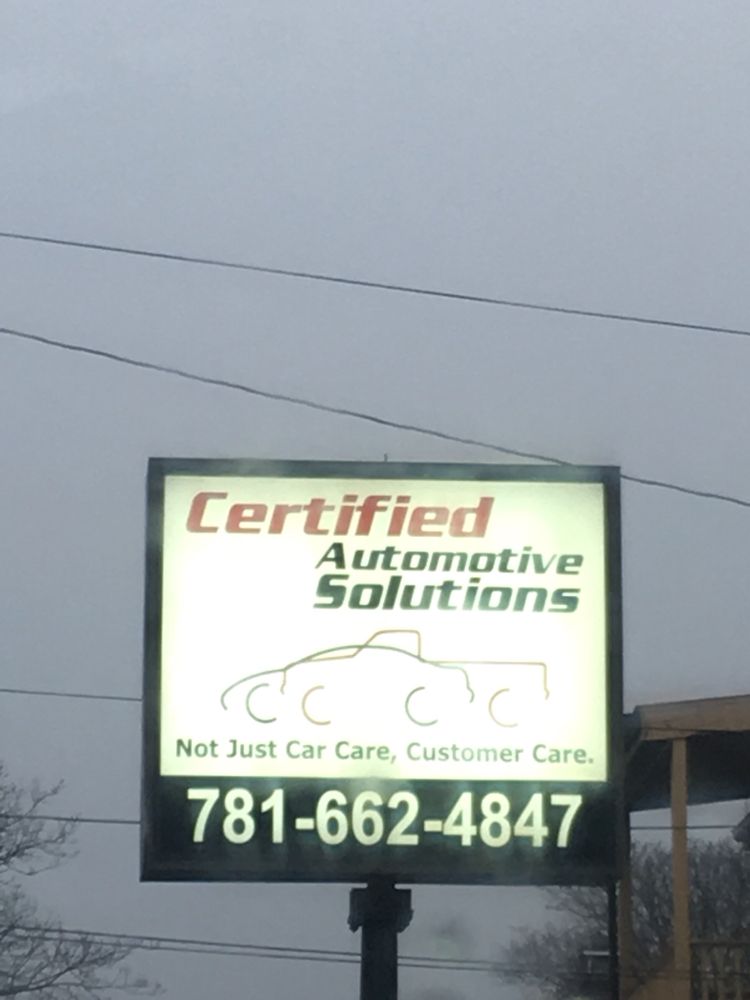 Certified
Automotive
Solutions
Not Just Car Care, Customer Care.
781-662-4847